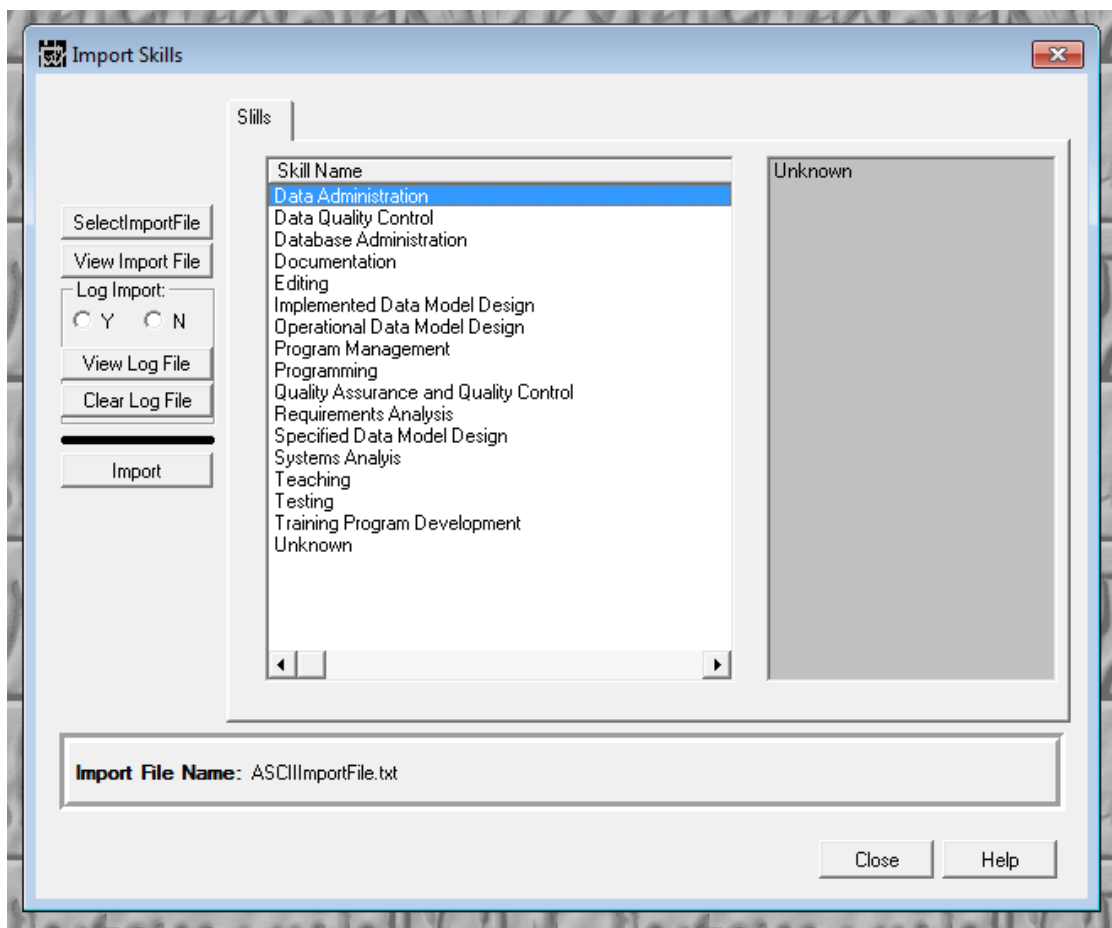 Import Skills
Slills
SelectImportFile
View Import File
Log Import:
Y N
View Log File
Clear Log File
Import
Skill Name
Data Administration
Data Quality Control
Database Administration
Documentation
Editing
Implemented Data Model Design
Operational Data Model Design
Program Management
Programming
Quality Assurance and Quality Control
Requirements Analysis
Specified Data Model Design
Systems Analyis
Teaching
Testing
Training Program Development
Unknown
Unknown
Import File Name: ASCIIImportFile.txt
Close Help